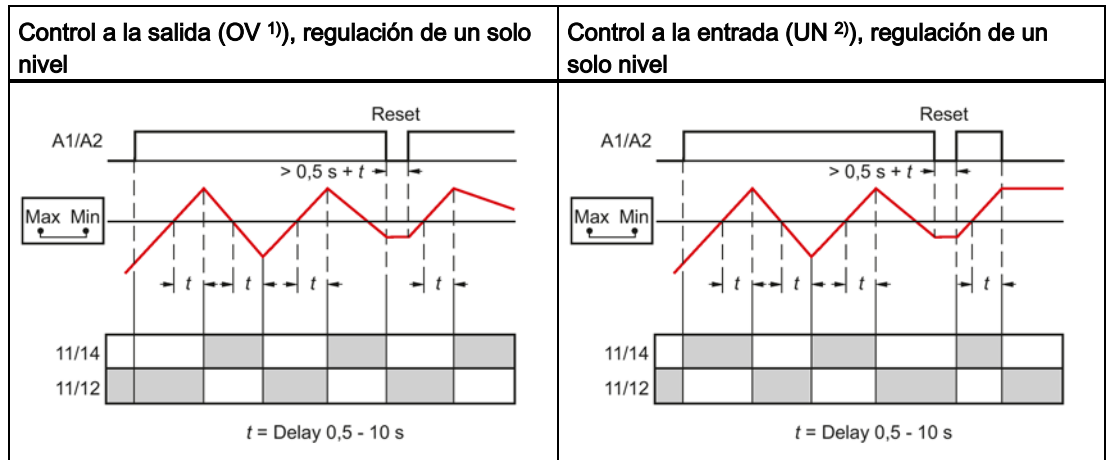 Control a la salida (OV 1)), regulación de un solo
nivel
Control a la entrada (UN 2)), regulación de un
solo nivel
Reset
A1/A2
> 0,5 s + t
Max Min
t t t t
11/14
11/12
t = Delay 0,5 - 10 s
Reset
A1/A2
> 0,5 s + t
Max Min
t t t t
11/14
11/12
t = Delay 0,5 - 10 s